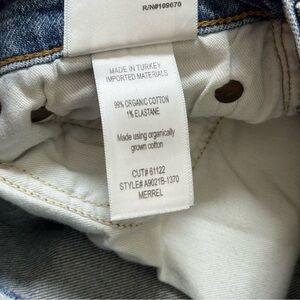 R/N#109670
MADE IN TURKEY
IMPORTED MATERIALS
99% ORGANIC COTTON
1% ELASTANE
Made using organically
grown cotton
CUT# 61122
STYLE# A9021B-1370
MERREL